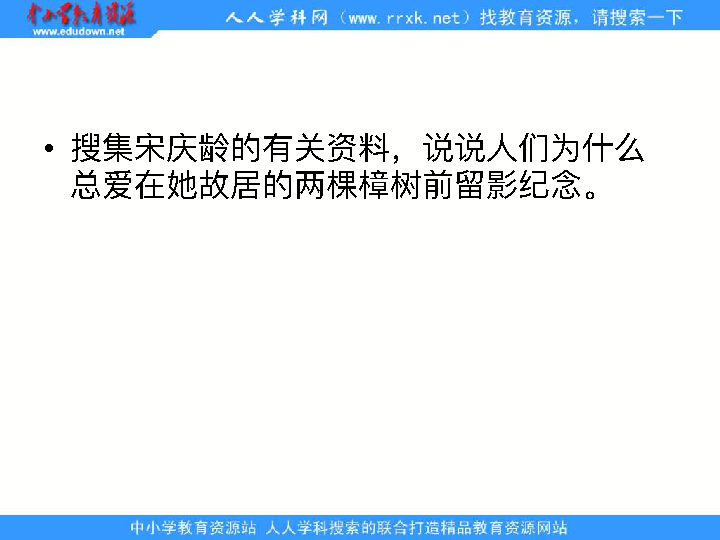 中小学教育资源
www.edudown.net
人人学科网（www.rrxk.net）找教育资源，请搜索一下
• 搜集宋庆龄的有关资料，说说人们为什么
总爱在她故居的两棵樟树前留影纪念。
中小学教育资源站 人人学科搜索的联合打造精品教育资源网站